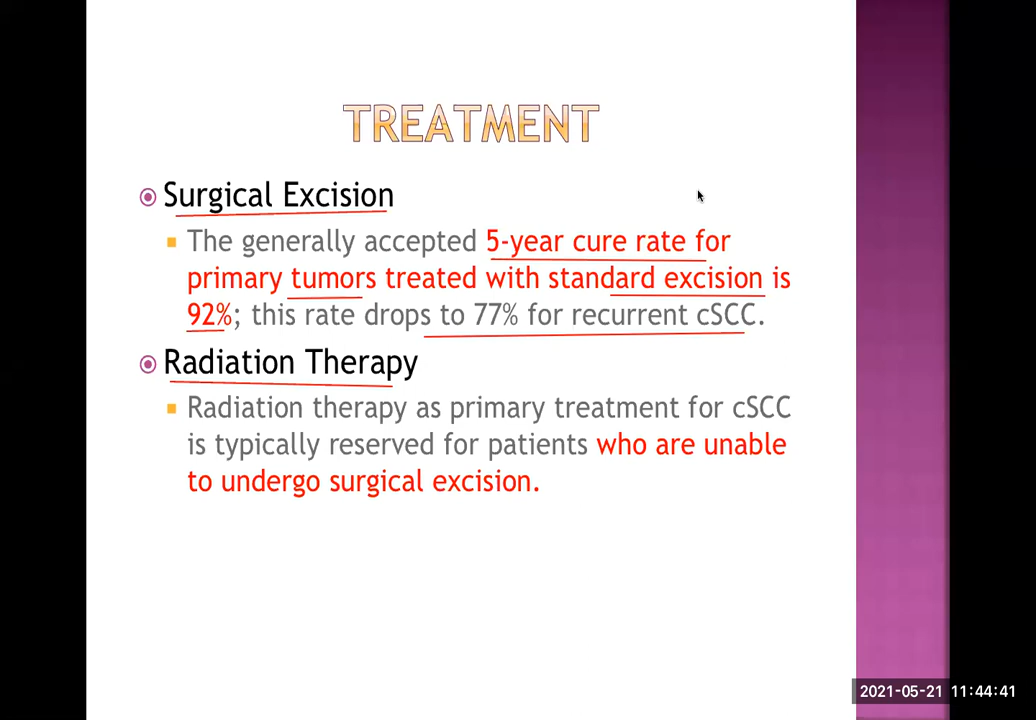 TREATMENT
Surgical Excision
The generally accepted 5-year cure rate for
primary tumors treated with standard excision is
92%; this rate drops to 77% for recurrent cSCC.
Radiation Therapy
Radiation therapy as primary treatment for cSCC
is typically reserved for patients who are unable
to undergo surgical excision.
2021-05-21 11:44:41